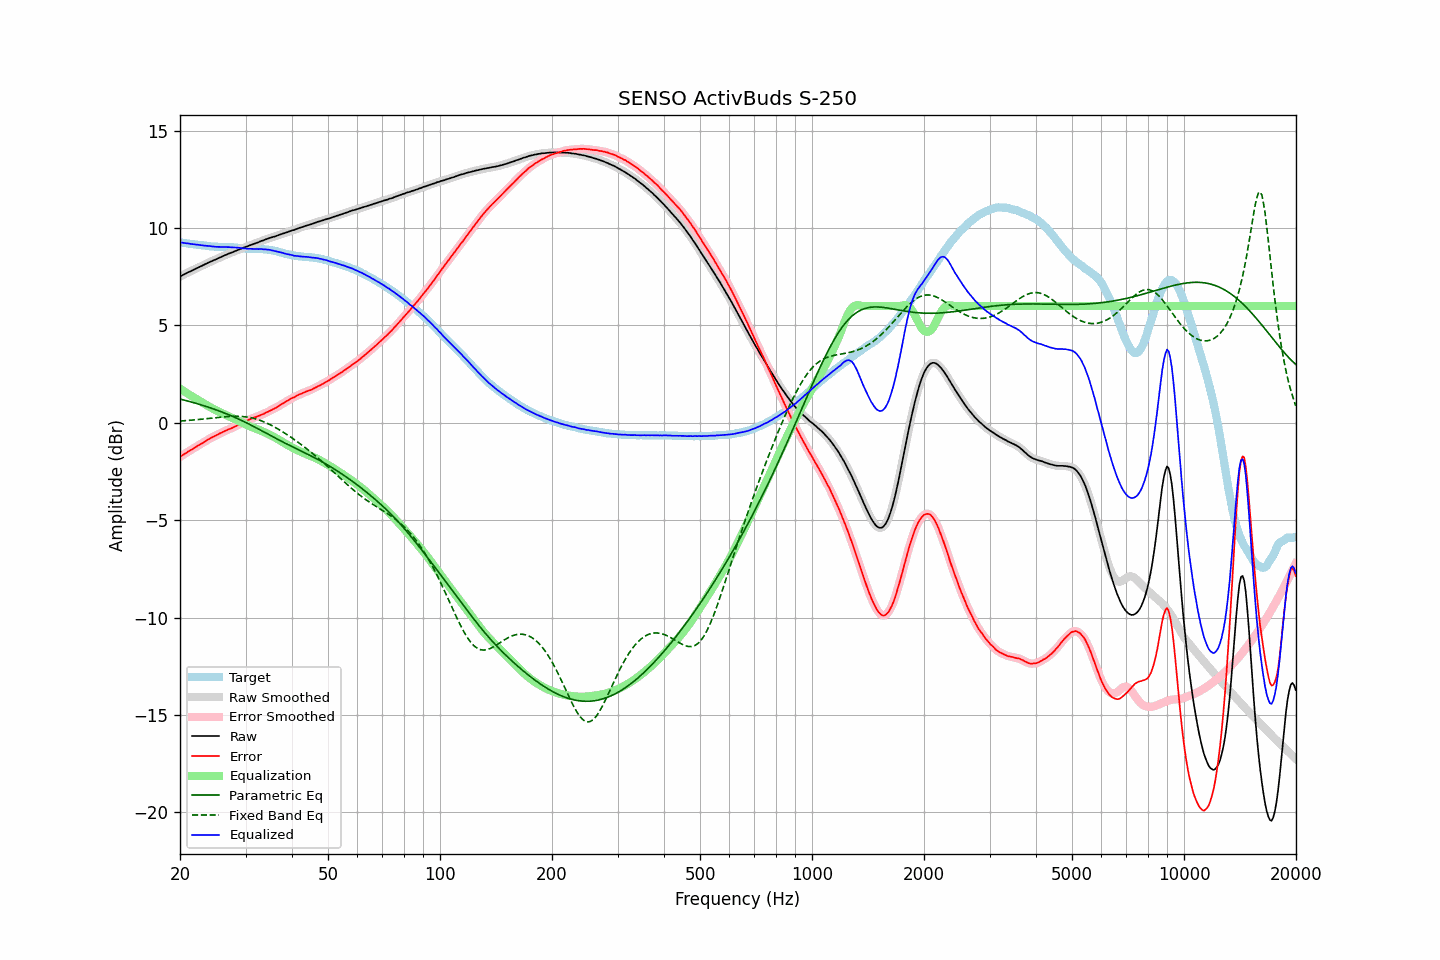 SENSO ActivBuds S-250
Amplitude (dBr)
15
10
5
0
−5
−10
−15
−20
Target
Raw Smoothed
Error Smoothed
Raw
Error
Equalization
Parametric Eq
Fixed Band Eq
Equalized
20
50
100
200
500
1000
2000
5000
10000
20000
Frequency (Hz)